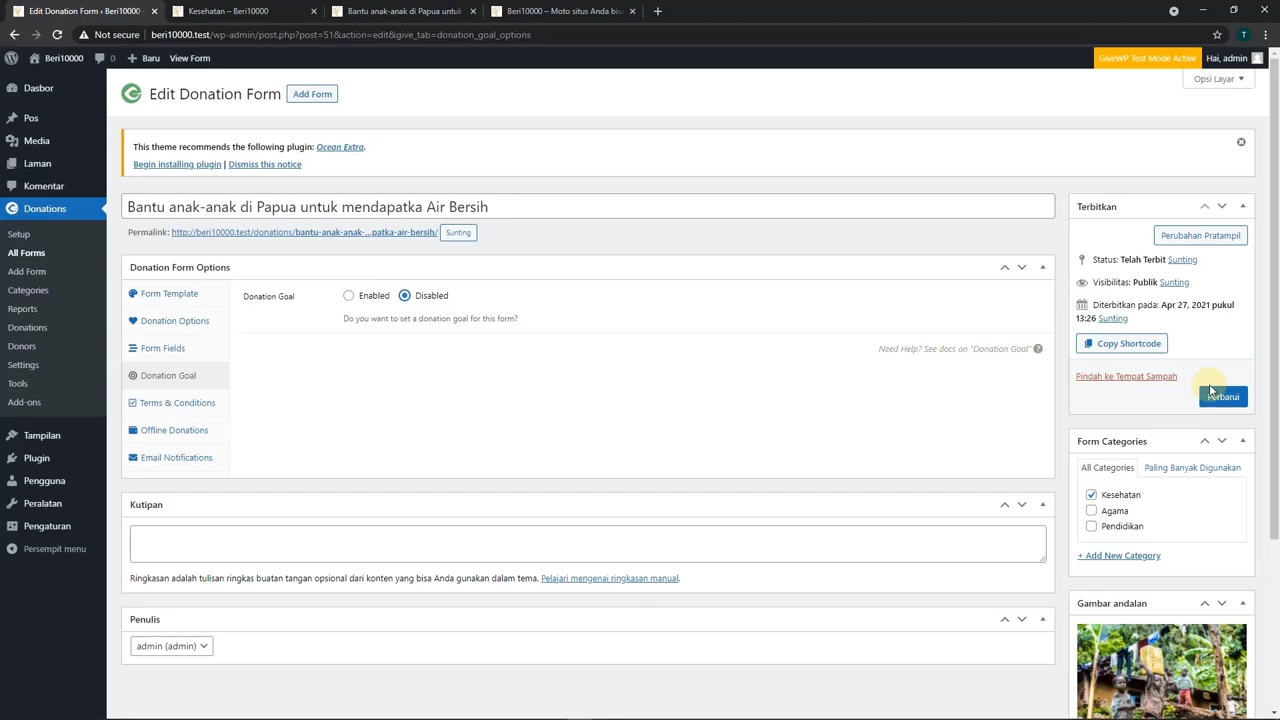 Edit Donation Form ‹ Beri10000 –
Kesehatan – Beri10000
Bantu anak-anak di Papua untuk
Beri10000 – Moto situs Anda bisa
Not secure
beri10000.test/wp-admin/post.php?post=51&action=edit&give_tab=donation_goal_options
T
Beri10000
0
Baru
View Form
GiveWP Test Mode Active
Hai, admin
Dasbor
Pos
Media
Laman
Komentar
Donations
Setup
All Forms
Add Form
Categories
Reports
Donations
Donors
Settings
Tools
Add-ons
Tampilan
Plugin
Pengguna
Peralatan
Pengaturan
Persempit menu
Edit Donation Form
Add Form
Opsi Layar
This theme recommends the following plugin: Ocean Extra.
Begin installing plugin | Dismiss this notice
Bantu anak-anak di Papua untuk mendapatka Air Bersih
Permalink: http://beri10000.test/donations/bantu-anak-anak-...patka-air-bersih/
Sunting
Donation Form Options
Form Template
Donation Options
Form Fields
Donation Goal
Terms & Conditions
Offline Donations
Email Notifications
Donation Goal
Enabled
Disabled
Do you want to set a donation goal for this form?
Need Help? See docs on "Donation Goal"
Kutipan
Ringkasan adalah tulisan ringkas buatan tangan opsional dari konten yang bisa Anda gunakan dalam tema. Pelajari mengenai ringkasan manual.
Penulis
admin (admin)
Terbitkan
Perubahan Pratampil
Status: Telah Terbit Sunting
Visibilitas: Publik Sunting
Diterbitkan pada: Apr 27, 2021 pukul
13:26 Sunting
Copy Shortcode
Pindah ke Tempat Sampah
Perbarui
Form Categories
All Categories
Paling Banyak Digunakan
Kesehatan
Agama
Pendidikan
+ Add New Category
Gambar andalan